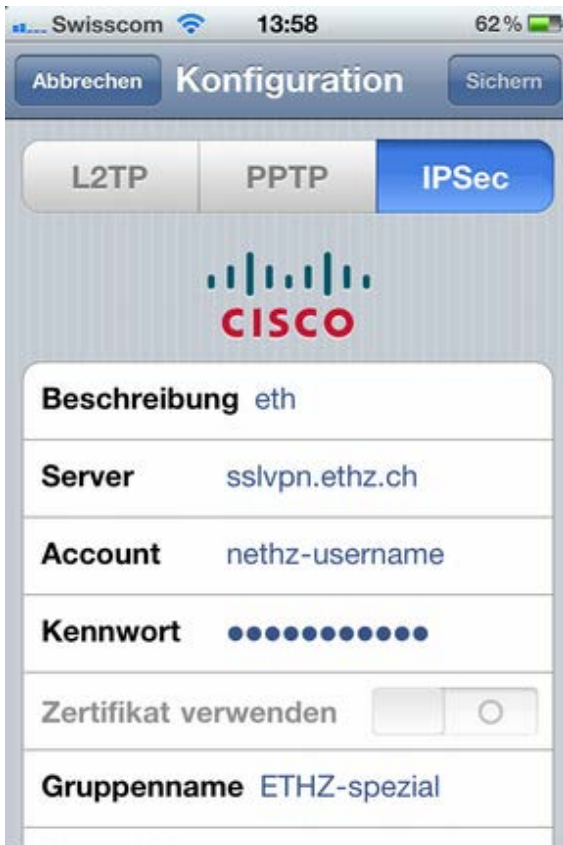 Swisscom 13:58 62 %
Abbrechen Konfiguration Sichern
L2TP PPTP IPSec
CISCO
Beschreibung eth
Server sslvpn.ethz.ch
Account nethz-username
Kennwort ●●●●●●●●●●●
Zertifikat verwenden
Gruppenname ETHZ-spezial